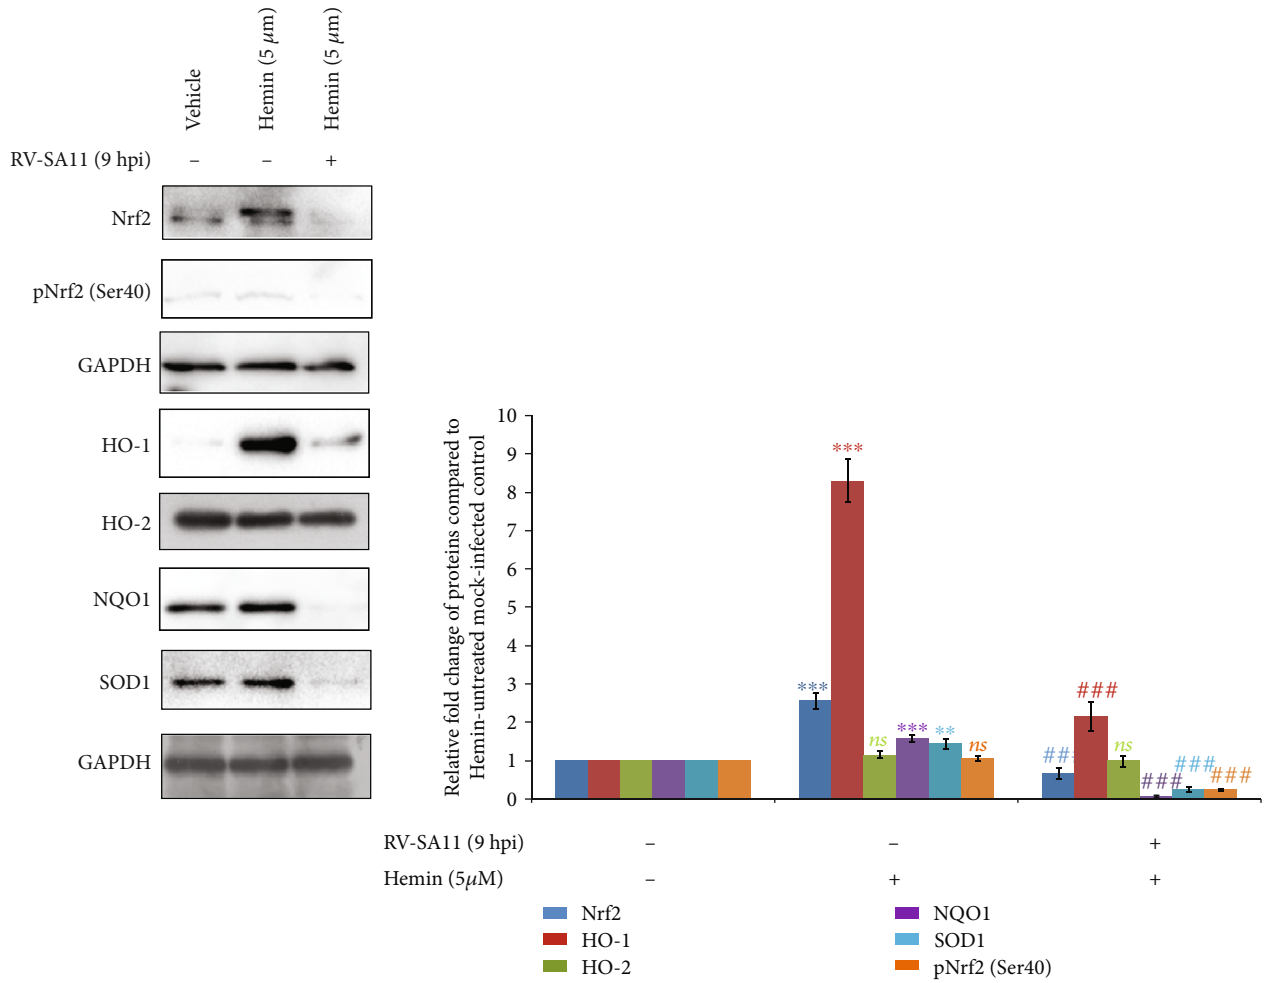 Vehicle
Hemin (5 μm)
Hemin (5 μm)
RV-SA11 (9 hpi)
– – +
Nrf2
pNrf2 (Ser40)
GAPDH
HO-1
HO-2
NQO1
SOD1
GAPDH
Relative fold change of proteins compared to
Hemin-untreated mock-infected control
10
9
8
7
6
5
4
3
2
1
0
***
***
ns
***
**
ns
##
###
ns
###
###
###
RV-SA11 (9 hpi)
– – +
Hemin (5μM)
– + +
Nrf2
HO-1
HO-2
NQO1
SOD1
pNrf2 (Ser40)